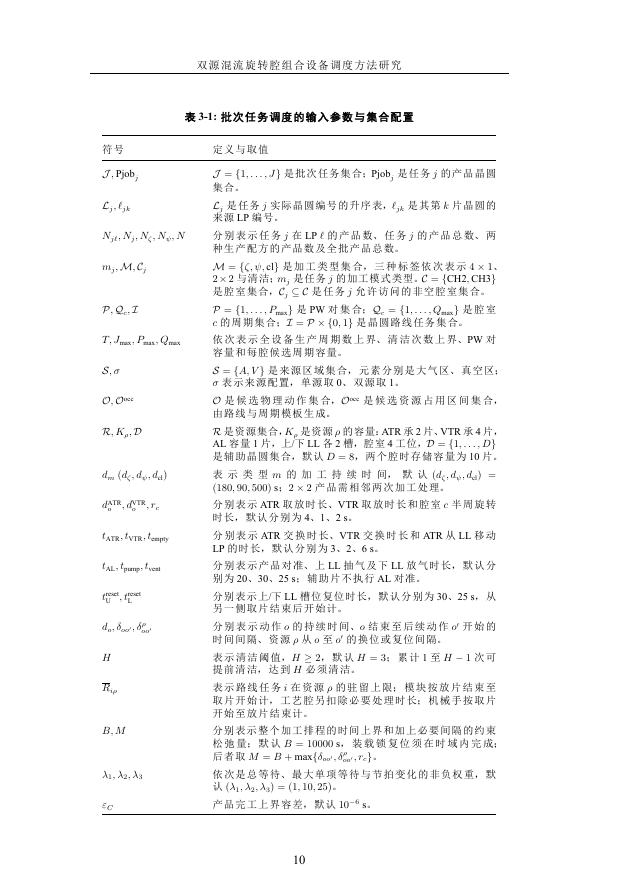 双源混流旋转腔组合设备调度方法研究
表 3-1: 批次任务调度的输入参数与集合配置
符号 定义与取值
𝒥, Pjob_j 𝒥 = {1, . . . , J} 是批次任务集合；Pjob_j 是任务 j 的产品晶圆
集合。
ℒ_j, ℓ_jk ℒ_j 是任务 j 实际晶圆编号的升序表，ℓ_jk 是其第 k 片晶圆的
来源 LP 编号。
N_jℓ, N_j, N_ζ, N_ψ, N 分别表示任务 j 在 LP ℓ 的产品数、任务 j 的产品总数、两
种生产配方的产品数及全批产品总数。
m_j, ℳ, 𝒞_j ℳ = {ζ, ψ, cl} 是加工类型集合，三种标签依次表示 4 × 1、
2×2 与清洁；m_j 是任务 j 的加工模式类型。𝒞 = {CH2, CH3}
是腔室集合，𝒞_j ⊆ 𝒞 是任务 j 允许访问的非空腔室集合。
𝒫, 𝒬_c, ℐ 𝒫 = {1, . . . , P_max} 是 PW 对集合；𝒬_c = {1, . . . , Q_max} 是腔室
c 的周期集合；ℐ = 𝒫 × {0, 1} 是晶圆路线任务集合。
T, J_max, P_max, Q_max 依次表示全设备生产周期数上界、清洁次数上界、PW 对
容量和每腔候选周期容量。
𝒮, σ 𝒮 = {A, V} 是来源区域集合，元素分别是大气区、真空区；
σ 表示来源配置，单源取 0、双源取 1。
𝒪, 𝒪^occ 𝒪 是候选物理动作集合，𝒪^occ 是候选资源占用区间集合，
由路线与周期模板生成。
ℛ, K_ρ, 𝒟 ℛ 是资源集合，K_ρ 是资源 ρ 的容量：ATR 承 2 片、VTR 承 4 片，
AL 容量 1 片，上/下 LL 各 2 槽，腔室 4 工位，𝒟 = {1, . . . , D}
是辅助晶圆集合，默认 D = 8，两个腔时存储容量为 10 片。
d_m (d_ζ, d_ψ, d_cl) 表示类型 m 的加工持续时间，默认 (d_ζ, d_ψ, d_cl) =
(180, 90, 500) s；2 × 2 产品需相邻两次加工处理。
d_o^ATR, d_o^VTR, r_c 分别表示 ATR 取放时长、VTR 取放时长和腔室 c 半周旋转
时长，默认分别为 4、1、2 s。
t_ATR, t_VTR, t_empty 分别表示 ATR 交换时长、VTR 交换时长和 ATR 从 LL 移动
LP 的时长，默认分别为 3、2、6 s。
t_AL, t_pump, t_vent 分别表示产品对准、上 LL 抽气及下 LL 放气时长，默认分
别为 20、30、25 s；辅助片不执行 AL 对准。
t_U^reset, t_L^reset 分别表示上/下 LL 槽位复位时长，默认分别为 30、25 s，从
另一侧取片结束后开始计。
d_o, δ_oo′, δ^ρ_oo′ 分别表示动作 o 的持续时间、o 结束至后续动作 o′ 开始的
时间间隔、资源 ρ 从 o 至 o′ 的换位或复位间隔。
H 表示清洁阈值，H ≥ 2，默认 H = 3；累计 1 至 H − 1 次可
提前清洁，达到 H 必须清洁。
R̅_iρ 表示路线任务 i 在资源 ρ 的驻留上限；模块按放片结束至
取片开始计，工艺腔另扣除必要处理时长；机械手按取片
开始至放片结束计。
B, M 分别表示整个加工排程的时间上界和加上必要间隔的约束
松弛量；默认 B = 10000 s，装载锁复位须在时域内完成；
后者取 M = B + max{δ_oo′, δ^ρ_oo′, r_c}。
λ_1, λ_2, λ_3 依次是总等待、最大单项等待与节拍变化的非负权重，默
认 (λ_1, λ_2, λ_3) = (1, 10, 25)。
ε_C 产品完工上界容差，默认 10^−6 s。
10